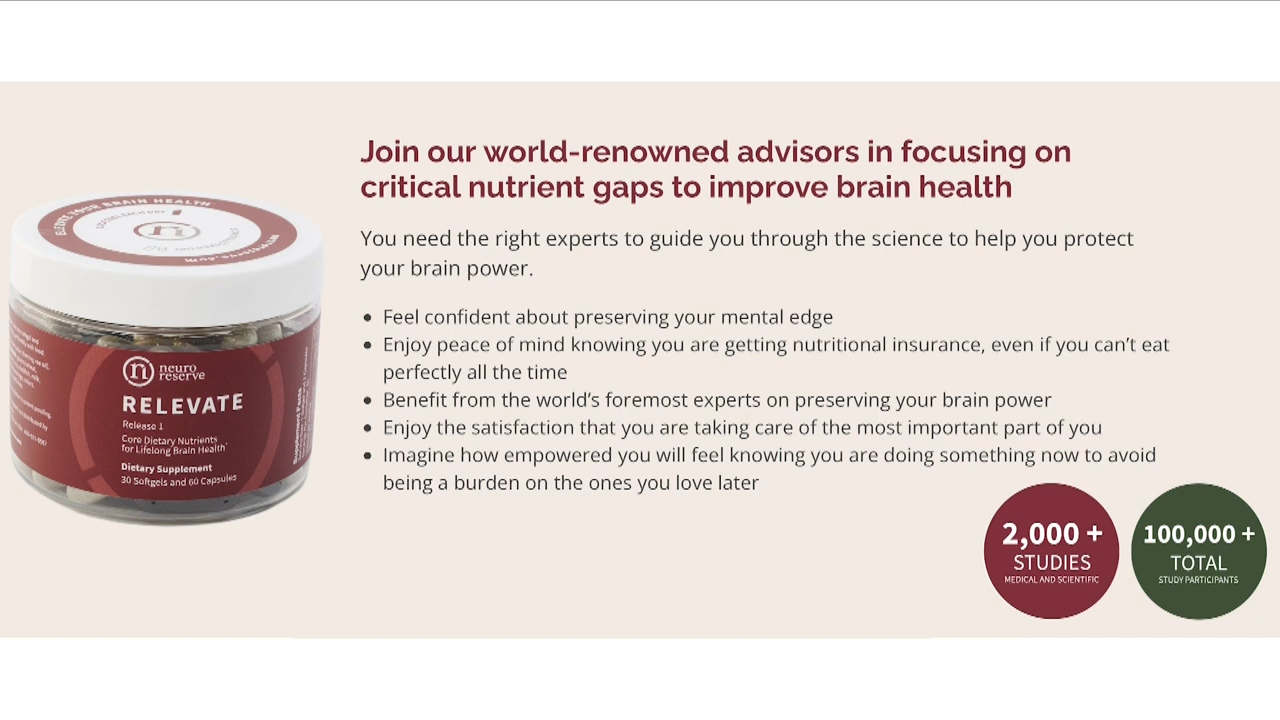 Join our world-renowned advisors in focusing on
critical nutrient gaps to improve brain health
You need the right experts to guide you through the science to help you protect
your brain power.
• Feel confident about preserving your mental edge
• Enjoy peace of mind knowing you are getting nutritional insurance, even if you can’t eat
perfectly all the time
• Benefit from the world’s foremost experts on preserving your brain power
• Enjoy the satisfaction that you are taking care of the most important part of you
• Imagine how empowered you will feel knowing you are doing something now to avoid
being a burden on the ones you love later
ELEVATE YOUR BRAIN HEALTH
n
neuro
reserve
RELEVATE
Release 1
Core Dietary Nutrients
for Lifelong Brain Health*
Dietary Supplement
30 Softgels and 60 Capsules
2,000 +
STUDIES
MEDICAL AND SCIENTIFIC
100,000 +
TOTAL
STUDY PARTICIPANTS